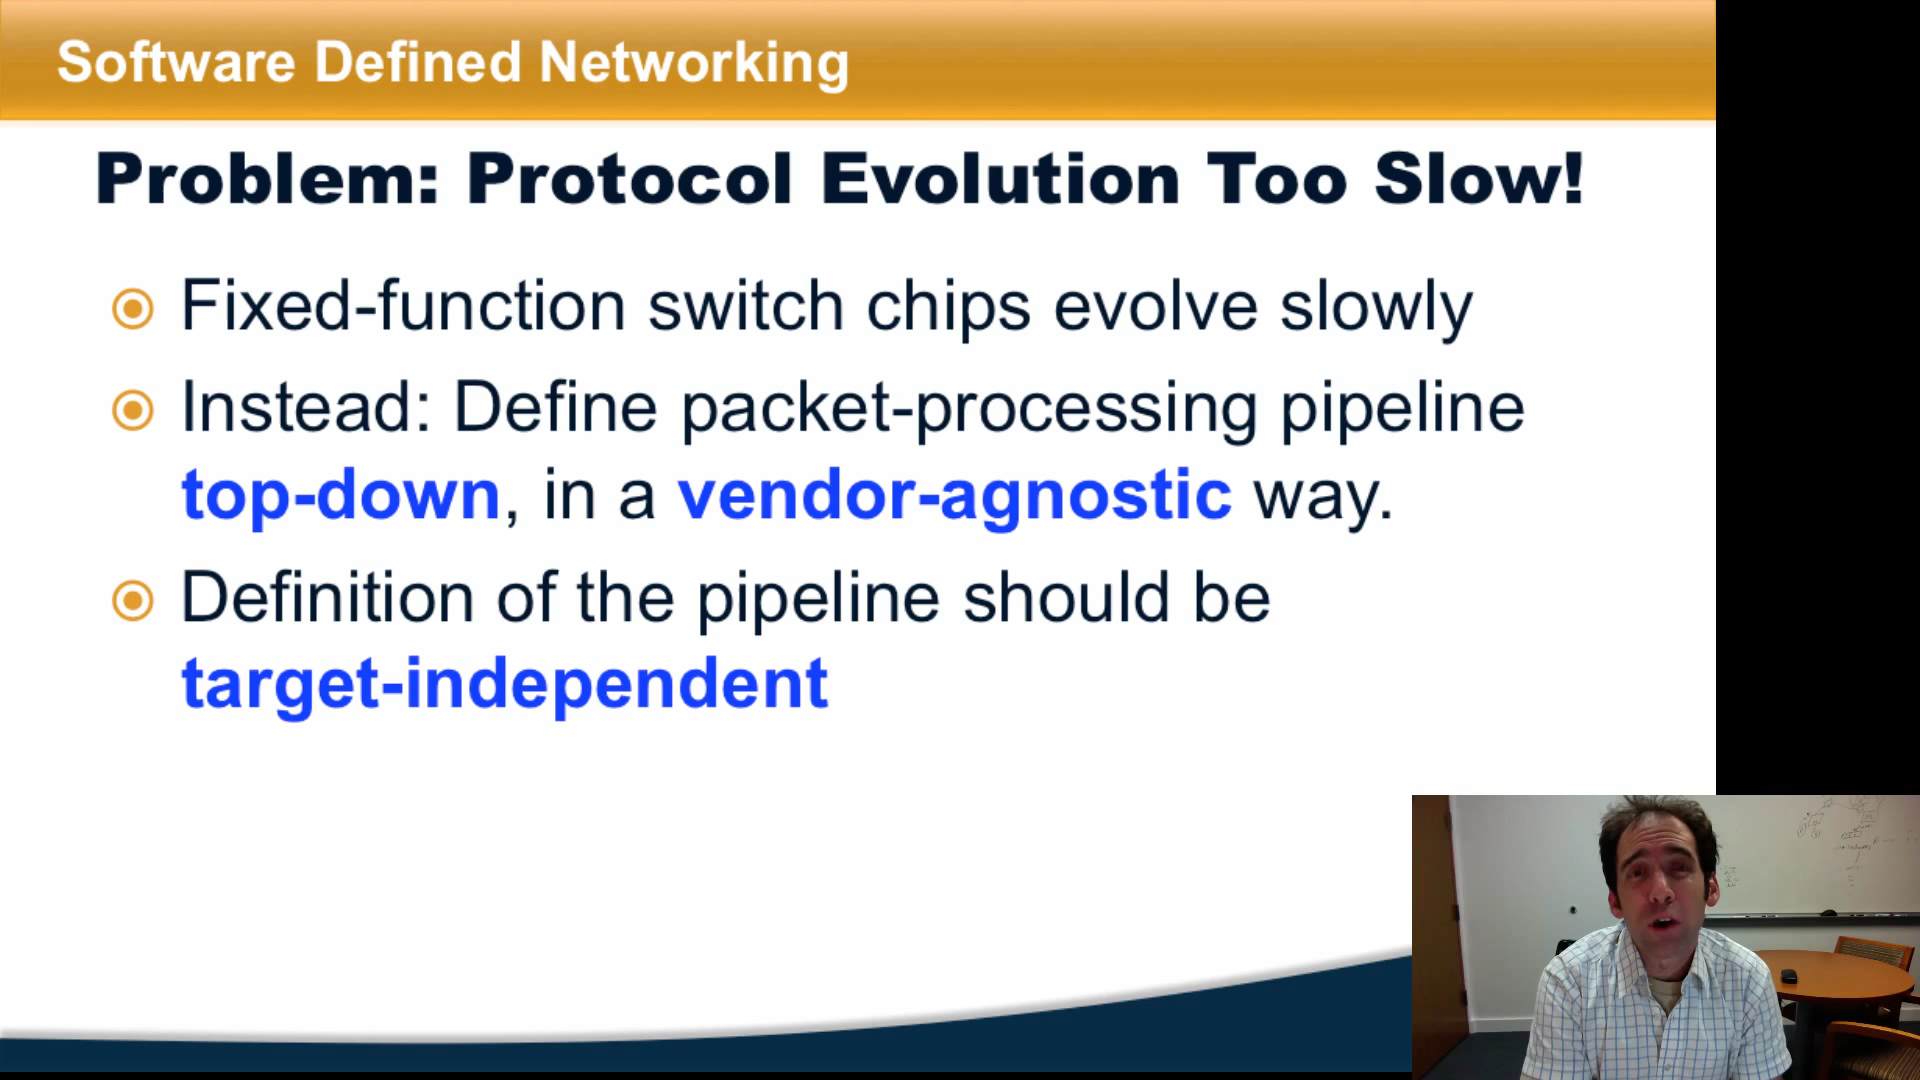 Software Defined Networking
Problem: Protocol Evolution Too Slow!
Fixed-function switch chips evolve slowly
Instead: Define packet-processing pipeline
top-down, in a vendor-agnostic way.
Definition of the pipeline should be
target-independent